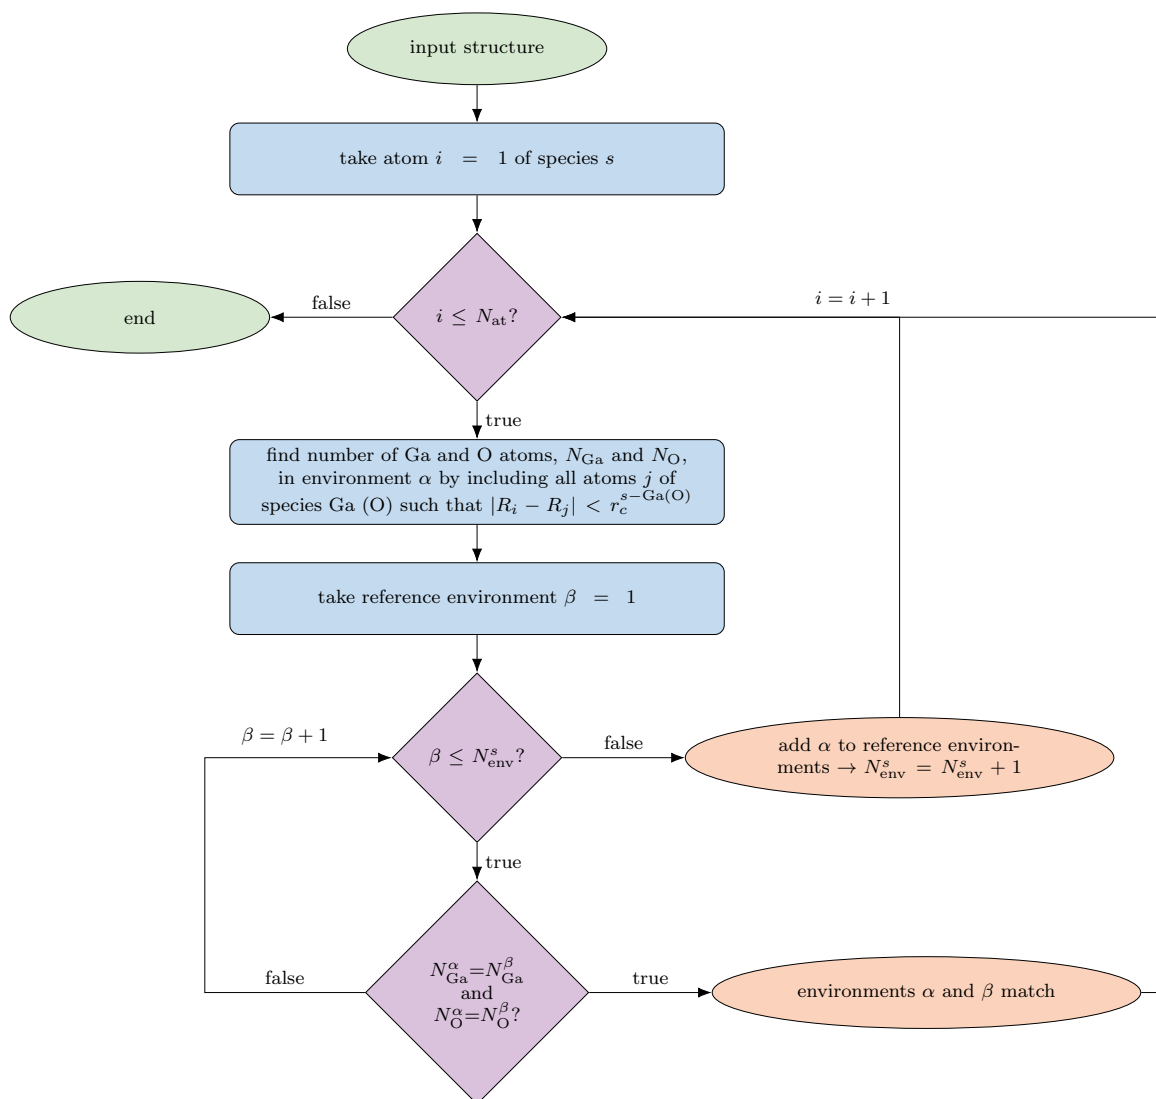 input structure
take atom i = 1 of species s
i ≤ N_at?
false
end
i = i + 1
true
find number of Ga and O atoms, N_Ga and N_O,
in environment α by including all atoms j of
species Ga (O) such that |R_i − R_j| < r_c^{s−Ga(O)}
take reference environment β = 1
β = β + 1
β ≤ N_env^s?
false
add α to reference environ-
ments → N_env^s = N_env^s + 1
true
false
N_Ga^α=N_Ga^β
and
N_O^α=N_O^β?
true
environments α and β match